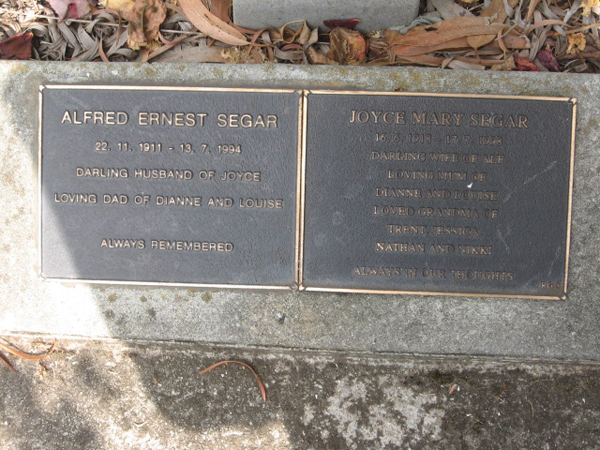 ALFRED ERNEST SEGAR
22. 11. 1911 - 13. 7. 1994
DARLING HUSBAND OF JOYCE
LOVING DAD OF DIANNE AND LOUISE
ALWAYS REMEMBERED
JOYCE MARY SEGAR
DARLING WIFE OF ALF
LOVING MUM OF
DIANNE AND LOUISE
LOVED GRANDMA OF
TRENT, JESSICA
NATHAN AND NIKKI
ALWAYS IN OUR THOUGHTS